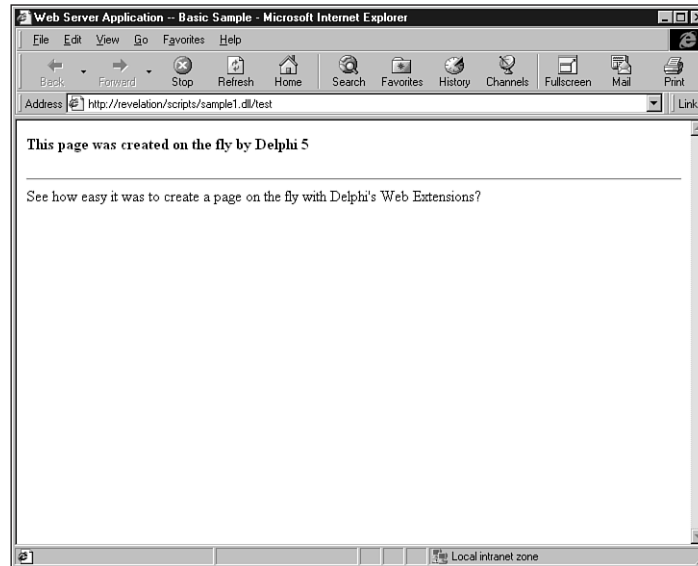 Web Server Application -- Basic Sample - Microsoft Internet Explorer
File Edit View Go Favorites Help
Back Forward Stop Refresh Home Search Favorites History Channels Fullscreen Mail Print
Address http://revelation/scripts/sample1.dll/test Link
This page was created on the fly by Delphi 5
See how easy it was to create a page on the fly with Delphi's Web Extensions?
Local intranet zone